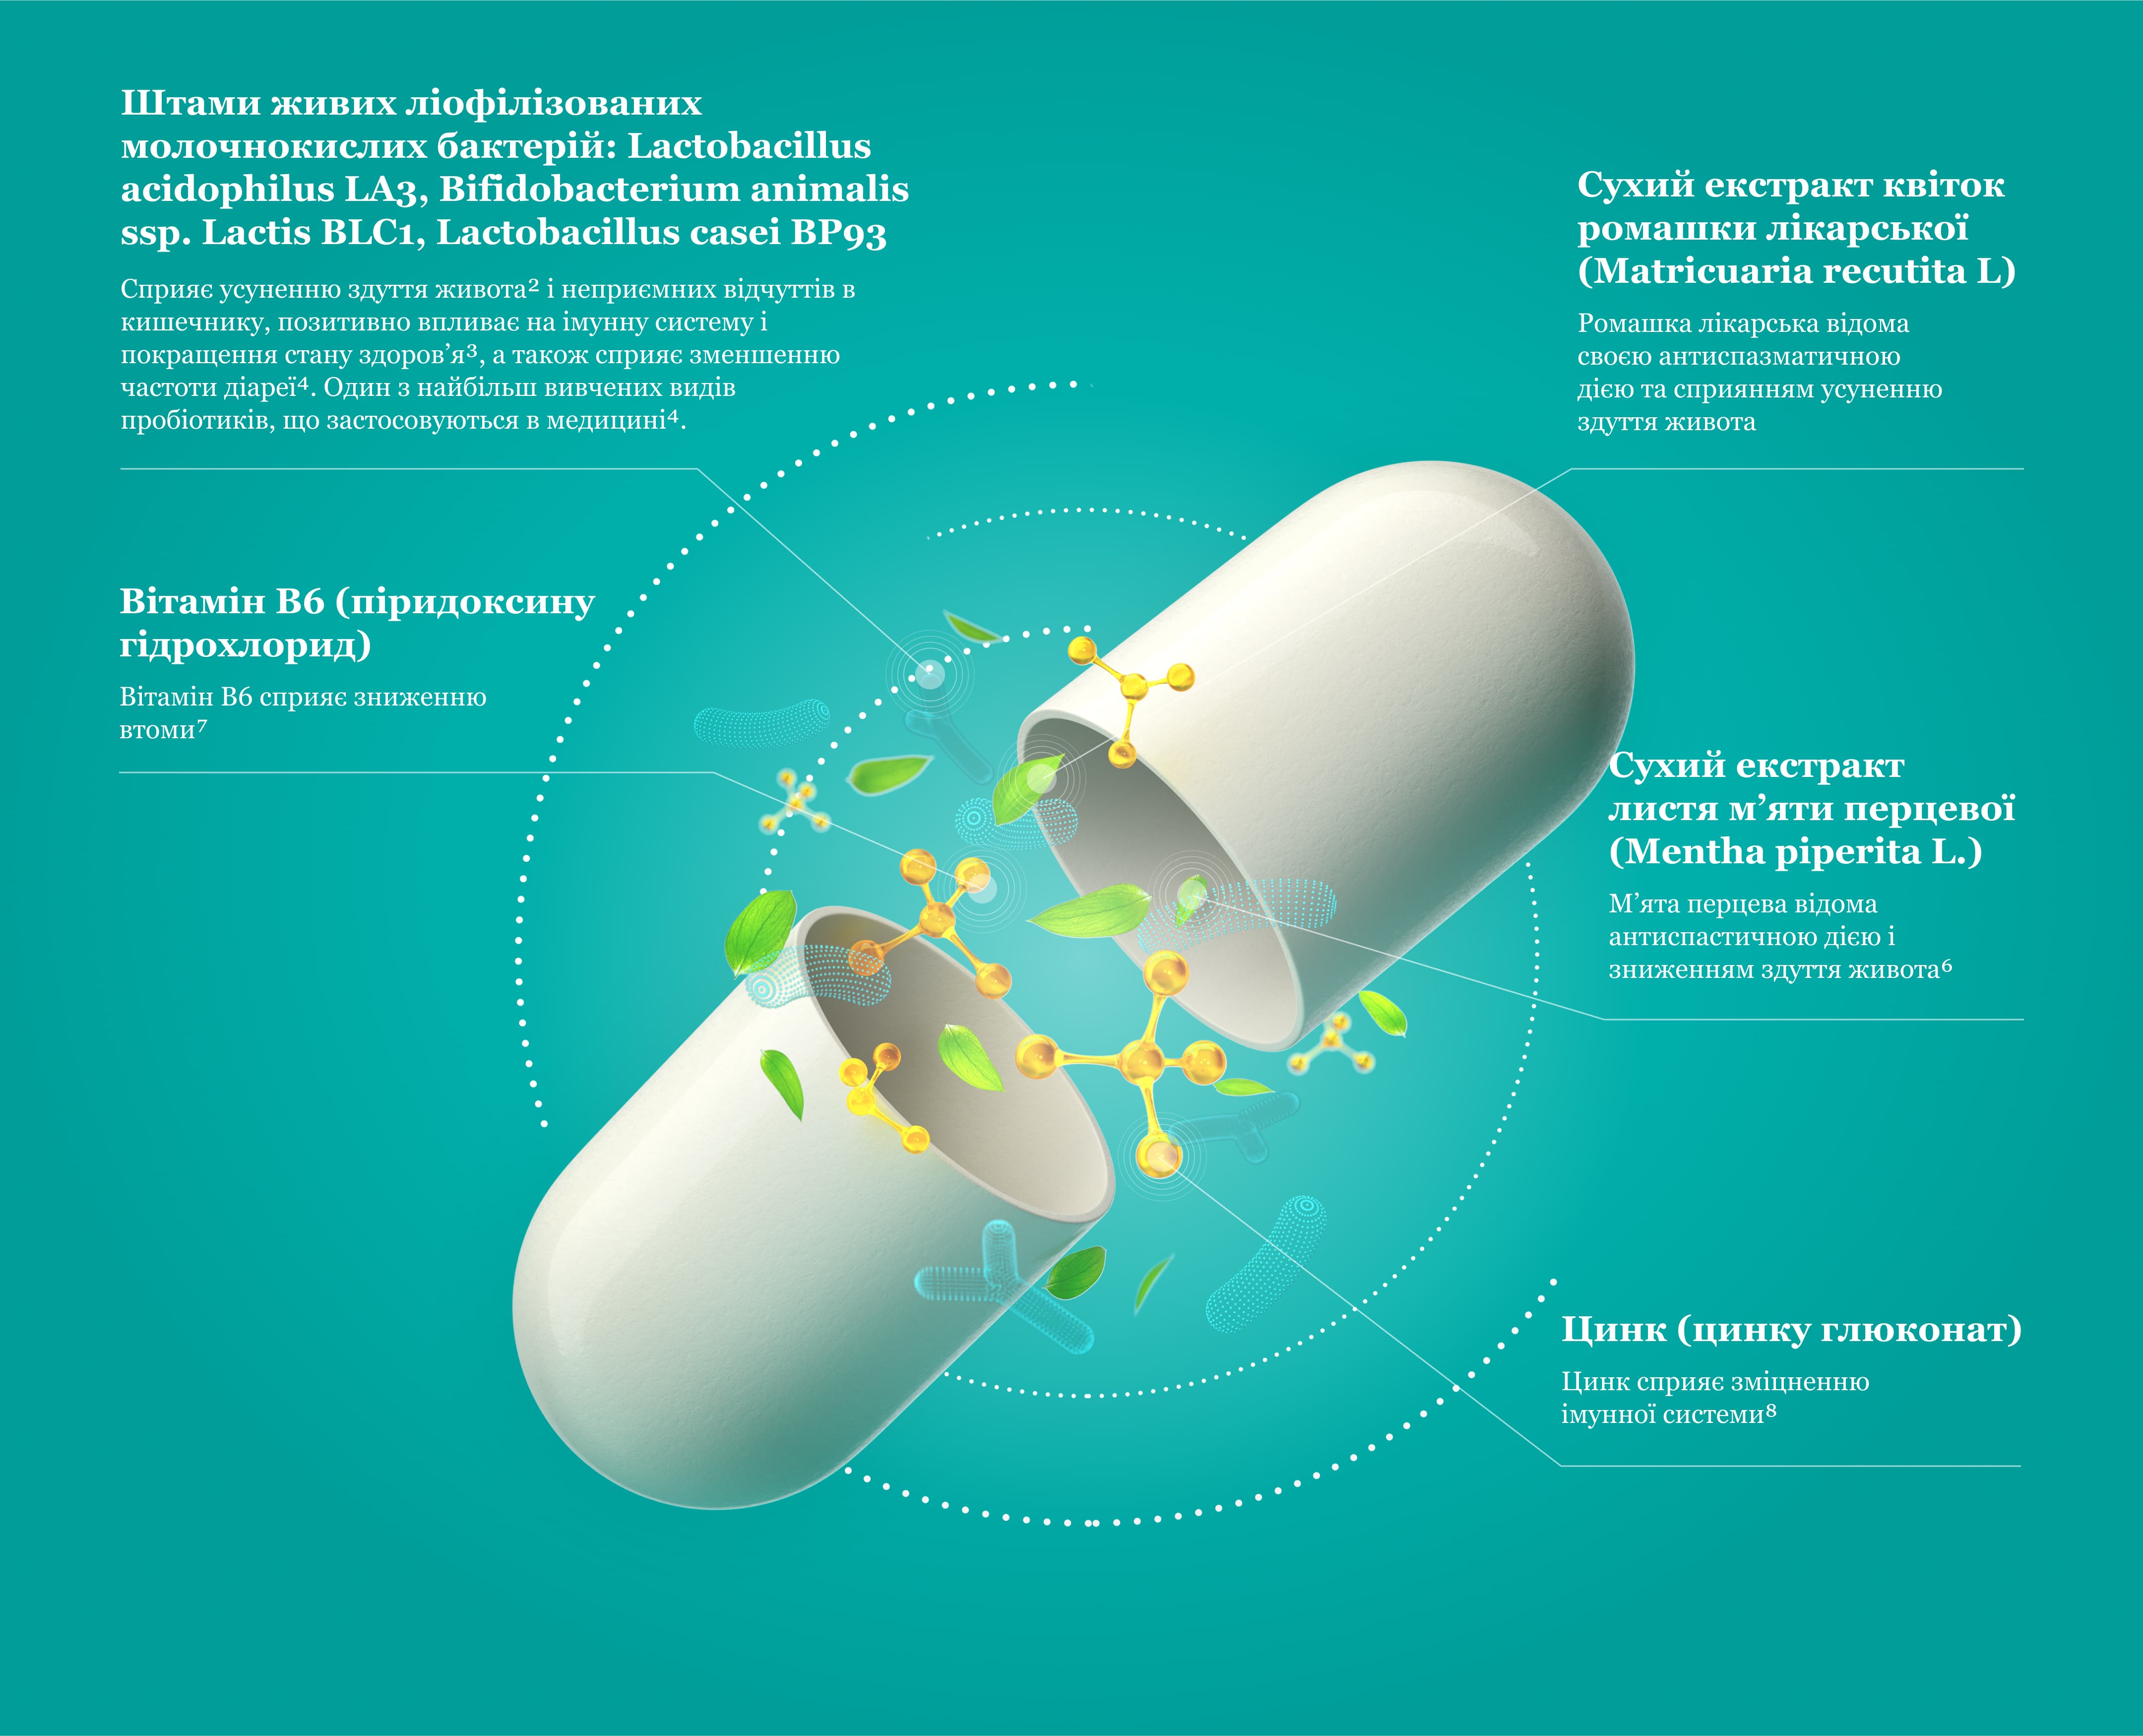 Штами живих ліофілізованих
молочнокислих бактерій: Lactobacillus
acidophilus LA3, Bifidobacterium animalis
ssp. Lactis BLC1, Lactobacillus casei BP93
Сприяє усуненню здуття живота² і неприємних відчуттів в
кишечнику, позитивно впливає на імунну систему і
покращення стану здоров’я³, а також сприяє зменшенню
частоти діареї⁴. Один з найбільш вивчених видів
пробіотиків, що застосовуються в медицині⁴.
Сухий екстракт квіток
ромашки лікарської
(Matricuaria recutita L)
Ромашка лікарська відома
своєю антиспазматичною
дією та сприянням усуненню
здуття живота
Вітамін В6 (піридоксину
гідрохлорид)
Вітамін В6 сприяє зниженню
втоми⁷
Сухий екстракт
листя м’яти перцевої
(Mentha piperita L.)
М’ята перцева відома
антиспастичною дією і
зниженням здуття живота⁶
Цинк (цинку глюконат)
Цинк сприяє зміцненню
імунної системи⁸